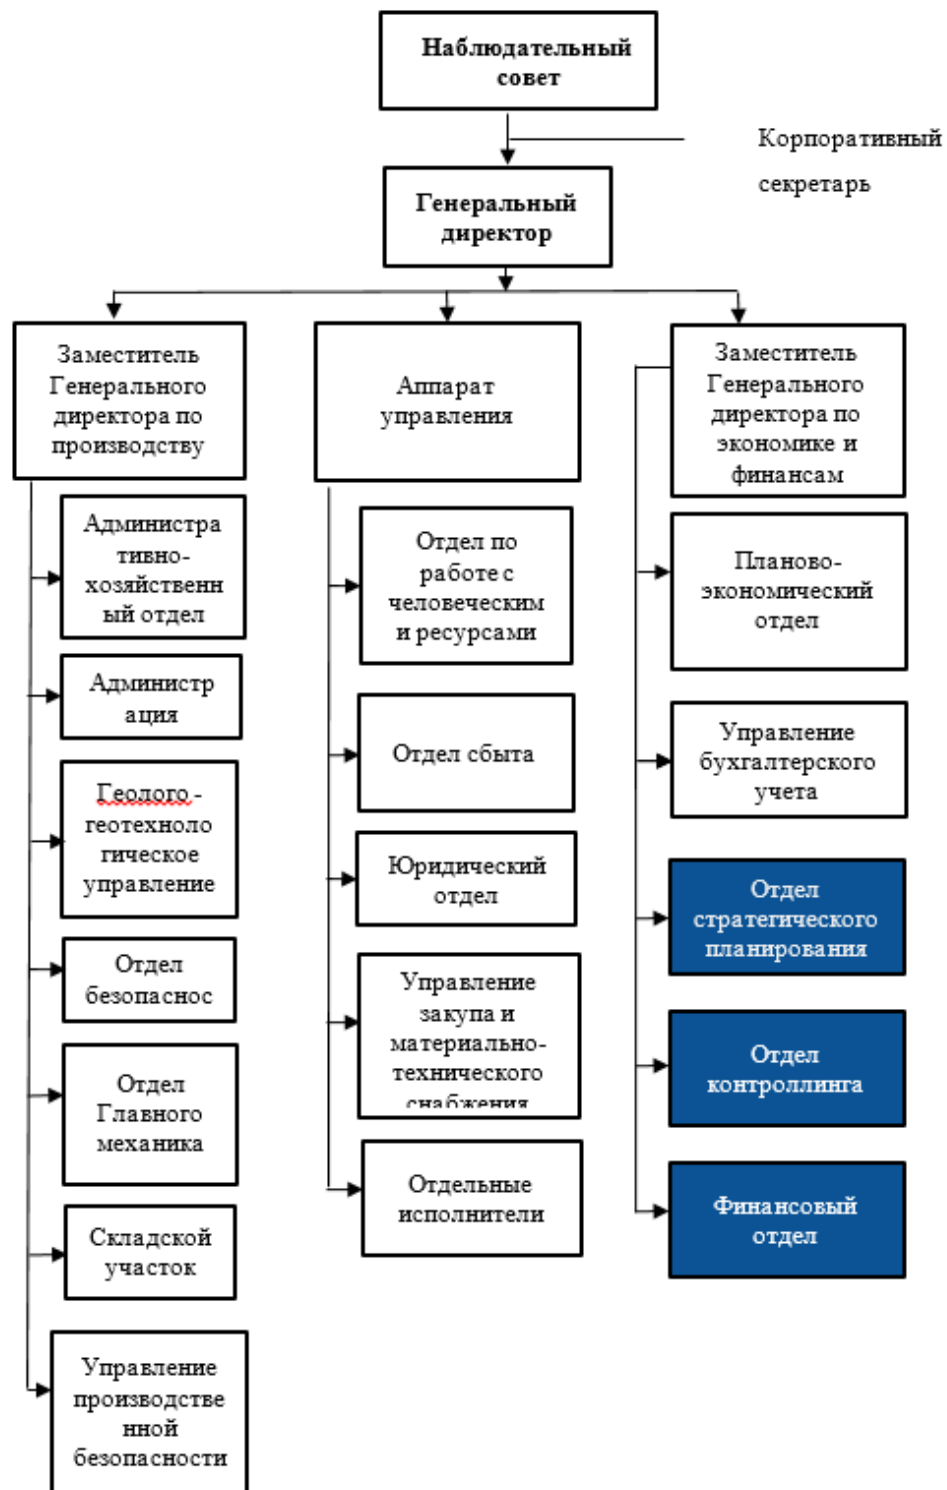 Наблюдательный
совет
Корпоративный
секретарь
Генеральный
директор
Заместитель
Генерального
директора по
производству
Аппарат
управления
Заместитель
Генерального
директора по
экономике и
финансам
Администра
тивно-
хозяйственн
ый отдел
Администр
ация
Геолого-
геотехноло
гическое
управление
Отдел
безопаснос
Отдел
Главного
механика
Складской
участок
Управление
производстве
нной
безопасности
Отдел по
работе с
человеческим
и ресурсами
Отдел сбыта
Юридический
отдел
Управление
закупа и
материально-
технического
снабжения
Отдельные
исполнители
Планово-
экономический
отдел
Управление
бухгалтерского
учета
Отдел
стратегического
планирования
Отдел
контроллинга
Финансовый
отдел